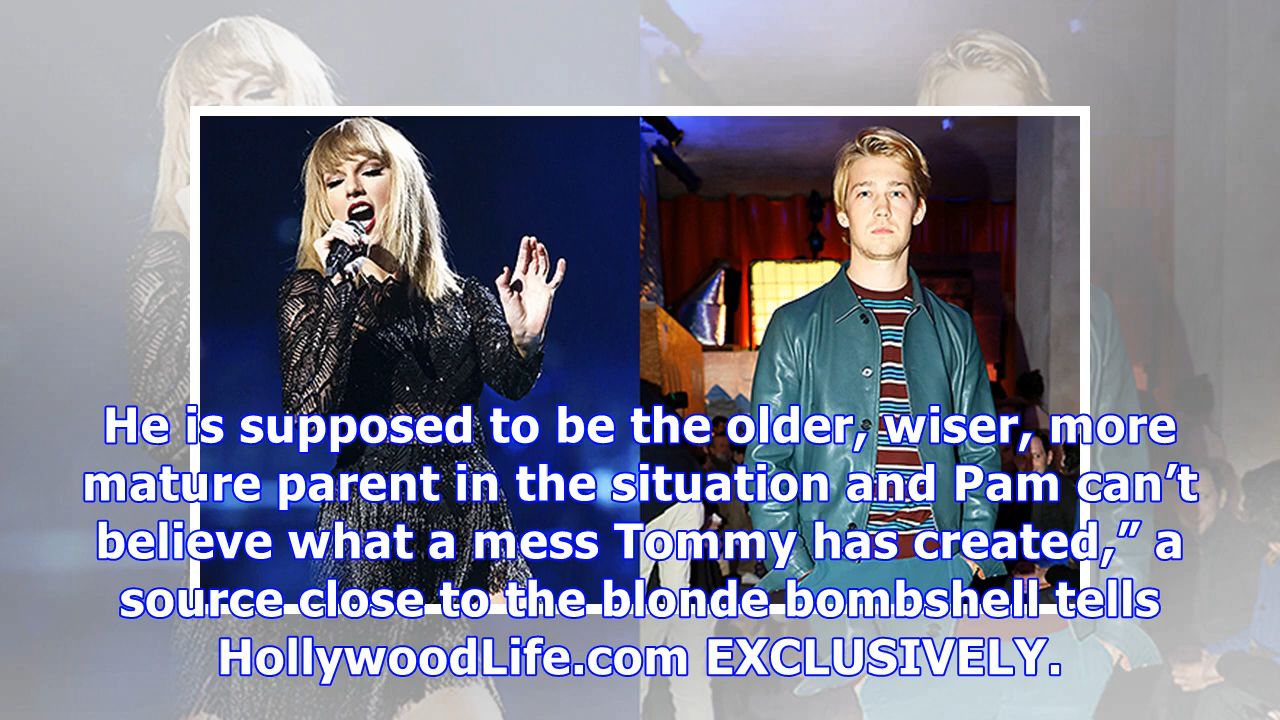 He is supposed to be the older, wiser, more
mature parent in the situation and Pam can’t
believe what a mess Tommy has created,” a
source close to the blonde bombshell tells
HollywoodLife.com EXCLUSIVELY.